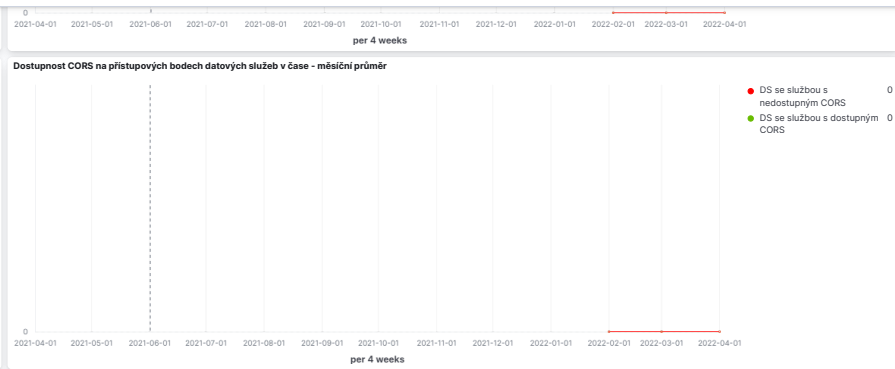 0
2021-04-01 2021-05-01 2021-06-01 2021-07-01 2021-08-01 2021-09-01 2021-10-01 2021-11-01 2021-12-01 2022-01-01 2022-02-01 2022-03-01 2022-04-01
per 4 weeks
Dostupnost CORS na přístupových bodech datových služeb v čase - měsíční průměr
DS se službou s 0
nedostupným CORS
DS se službou s dostupným 0
CORS
0
2021-04-01 2021-05-01 2021-06-01 2021-07-01 2021-08-01 2021-09-01 2021-10-01 2021-11-01 2021-12-01 2022-01-01 2022-02-01 2022-03-01 2022-04-01
per 4 weeks